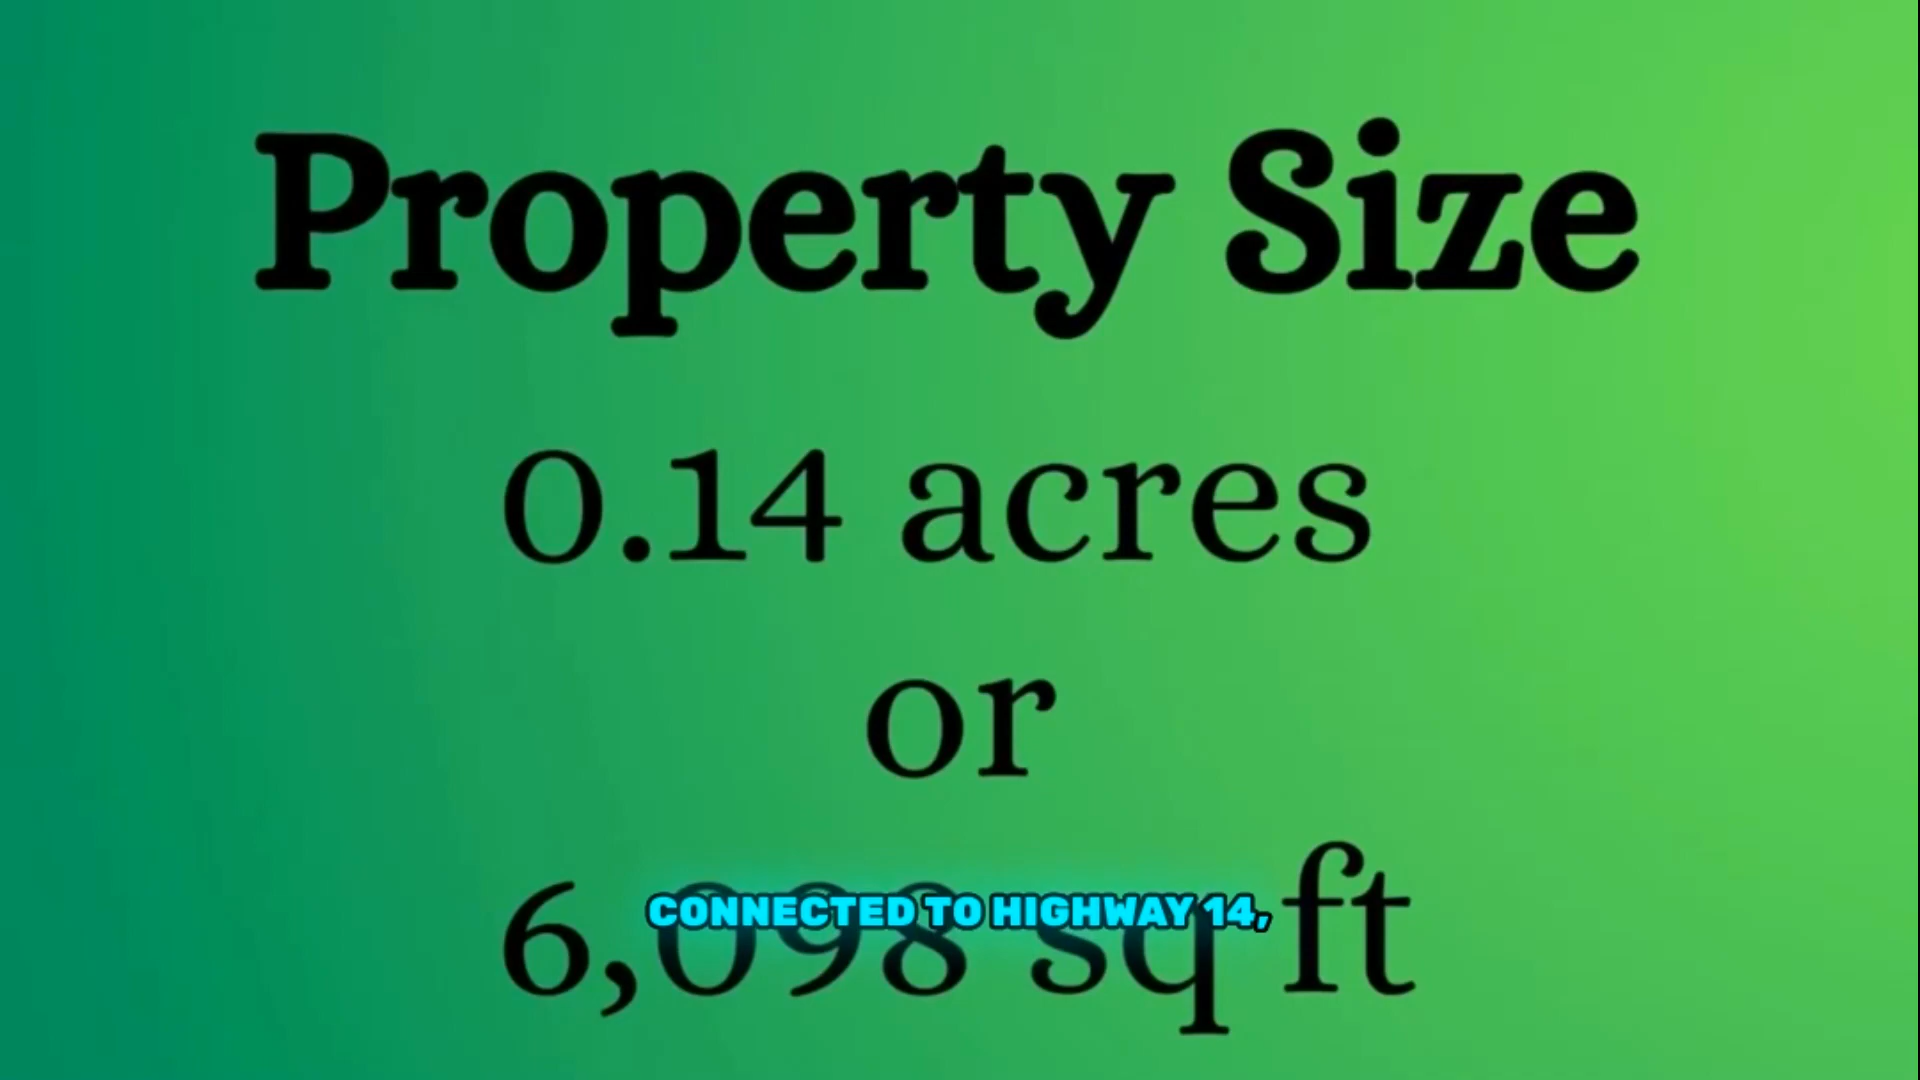 Property Size
0.14 acres
or
6,098 sq ft
CONNECTED TO HIGHWAY 14,